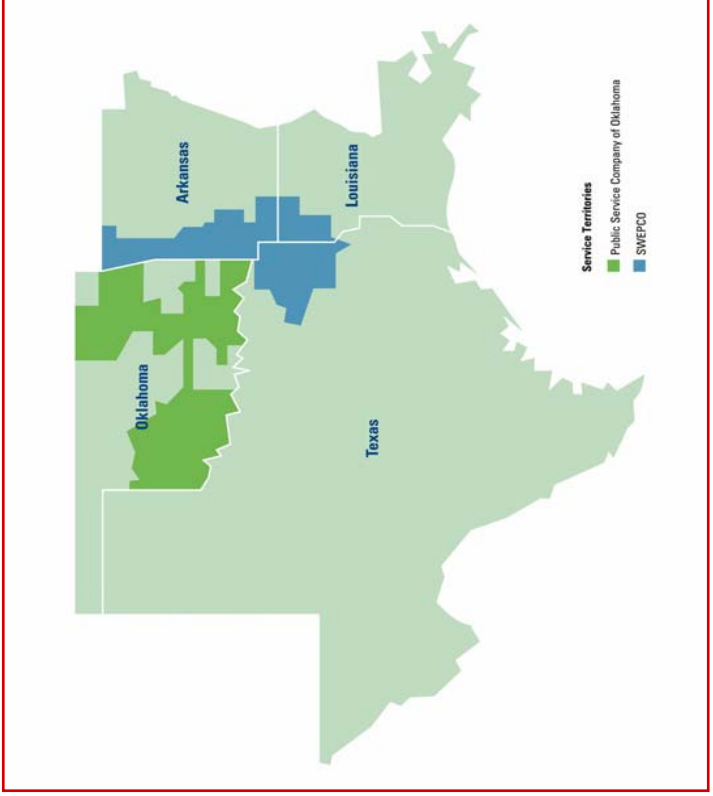 Arkansas
Oklahoma
Louisiana
Texas
Service Territories
Public Service Company of Oklahoma
SWEPCO